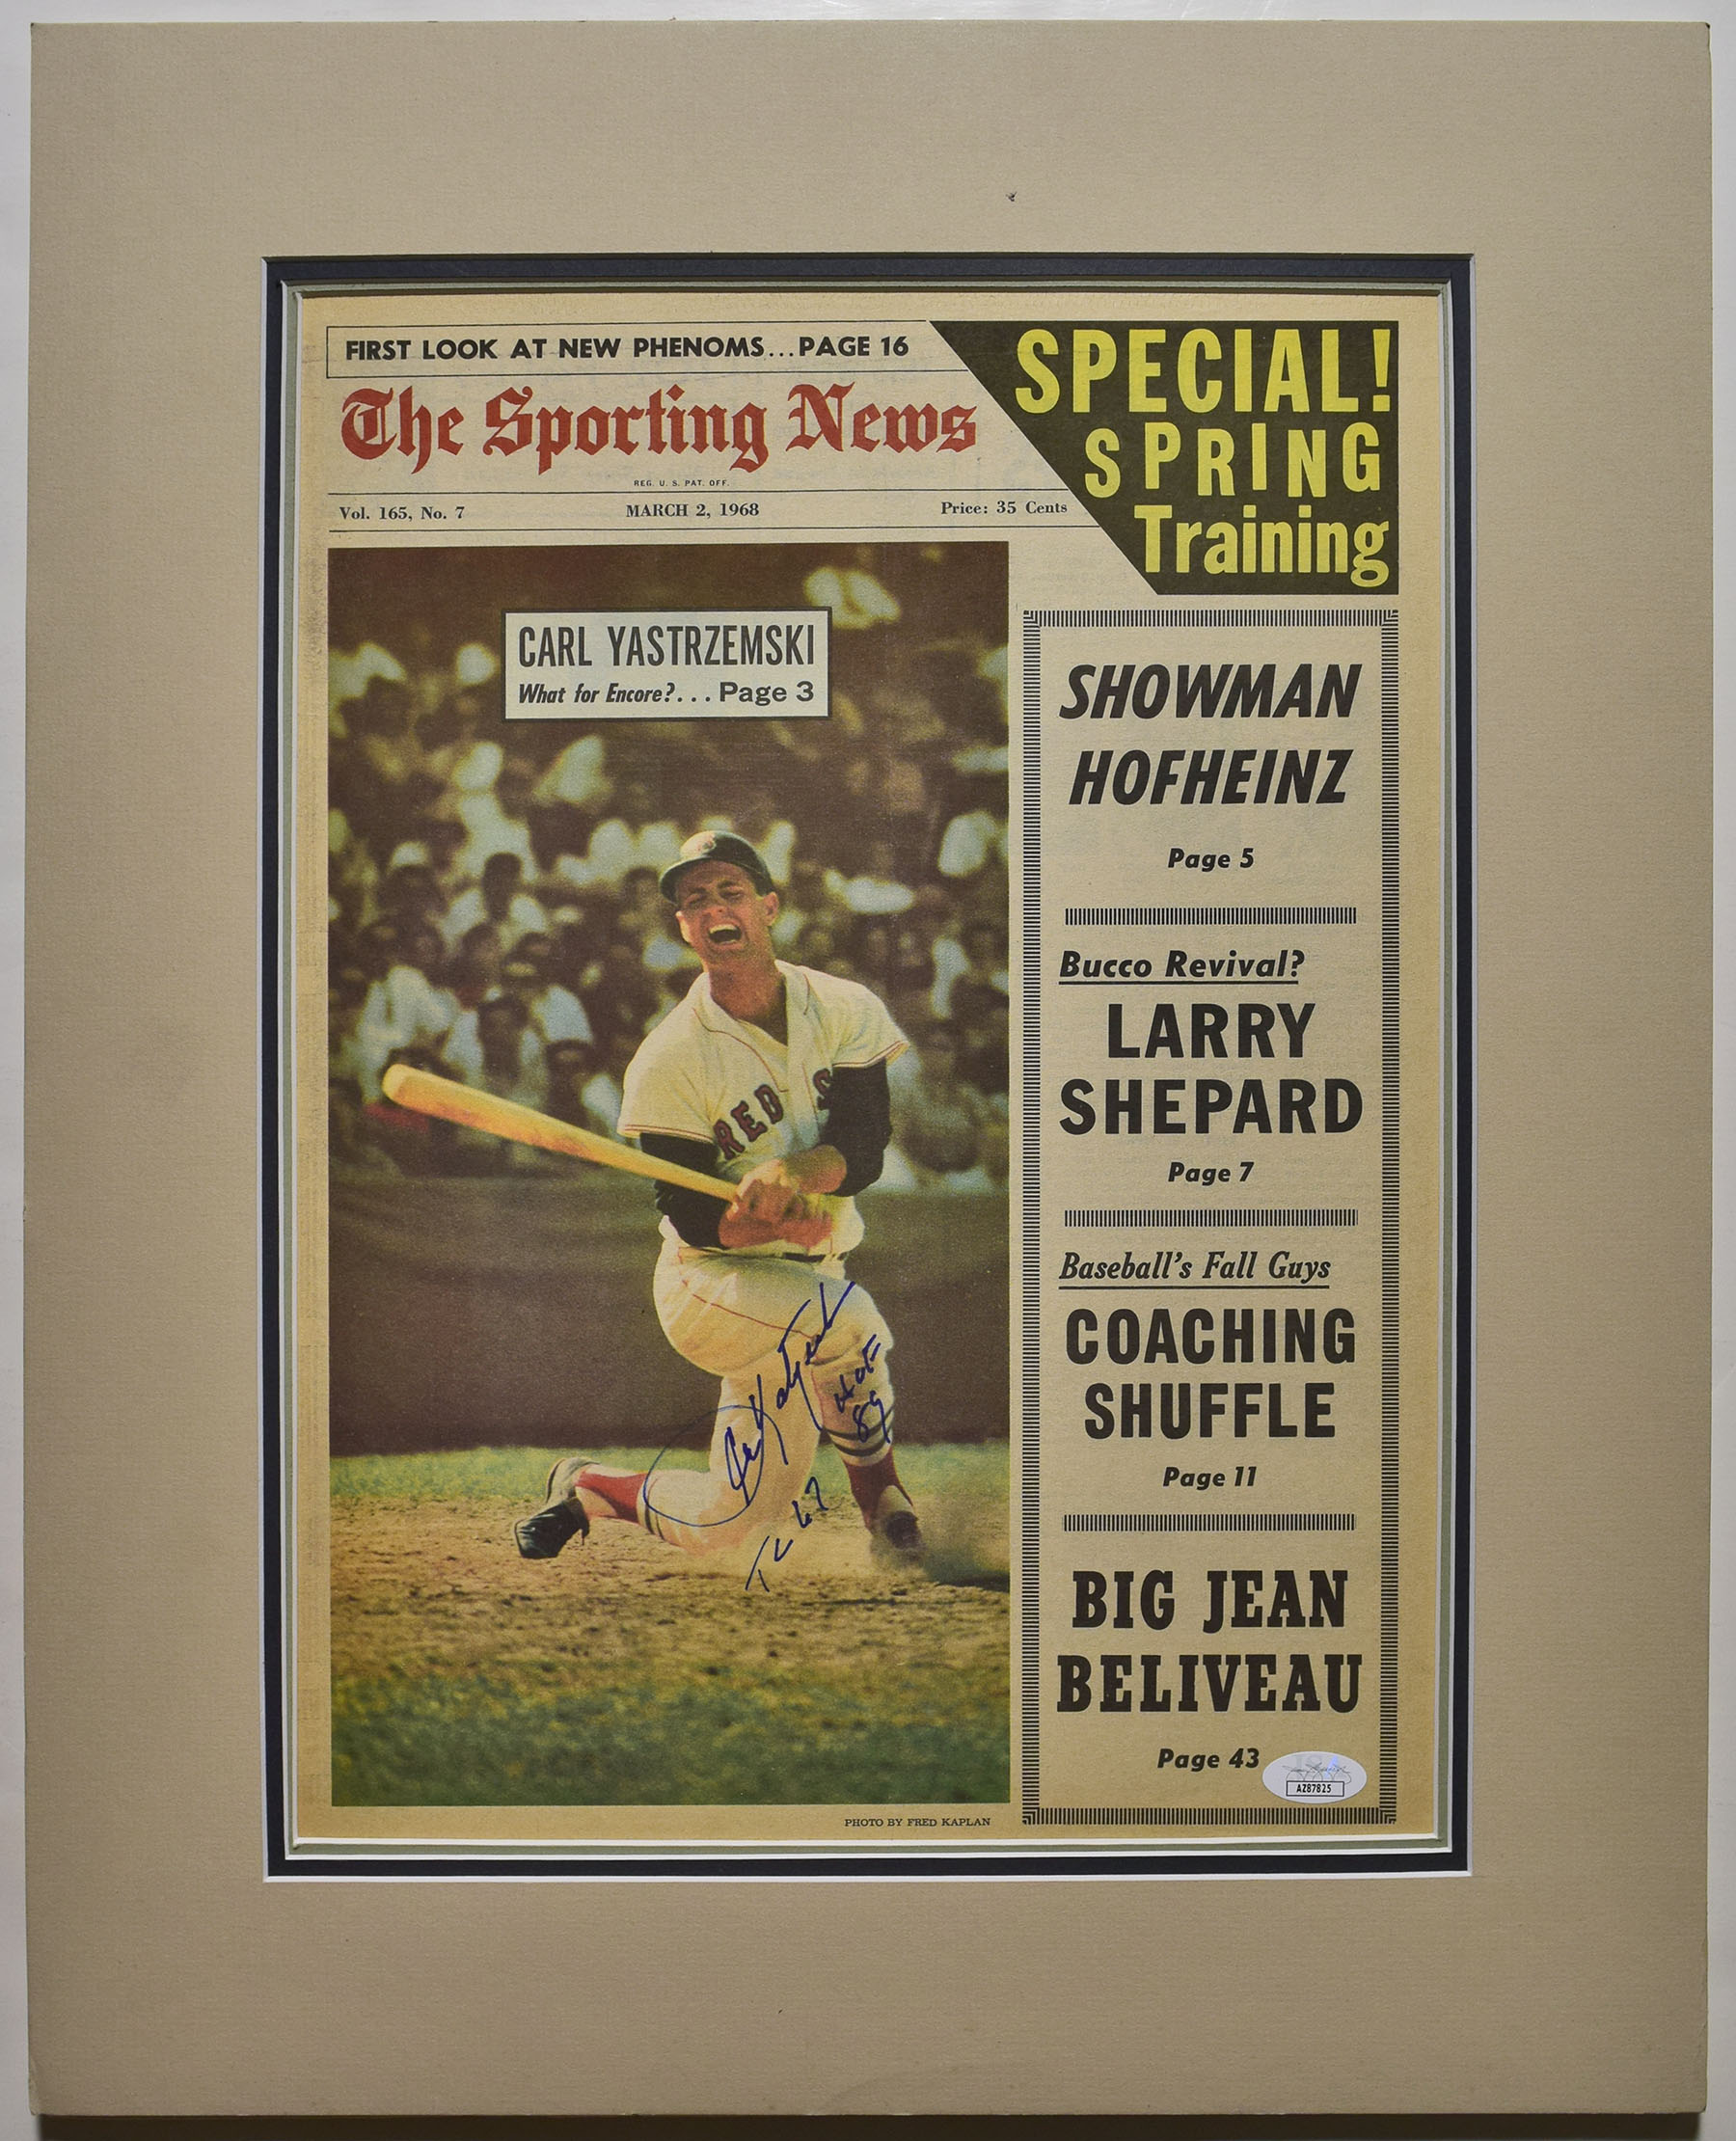 FIRST LOOK AT NEW PHENOMS...PAGE 16
SPECIAL!
SPRING
Training
The Sporting News
REG. U. S. PAT. OFF.
Vol. 165, No. 7 MARCH 2, 1968 Price: 35 Cents
CARL YASTRZEMSKI
What for Encore?... Page 3
RED S
HOF
89
TC 67
PHOTO BY FRED KAPLAN
SHOWMAN
HOFHEINZ
Page 5
Bucco Revival?
LARRY
SHEPARD
Page 7
Baseball's Fall Guys
COACHING
SHUFFLE
Page 11
BIG JEAN
BELIVEAU
Page 43
AZ87825